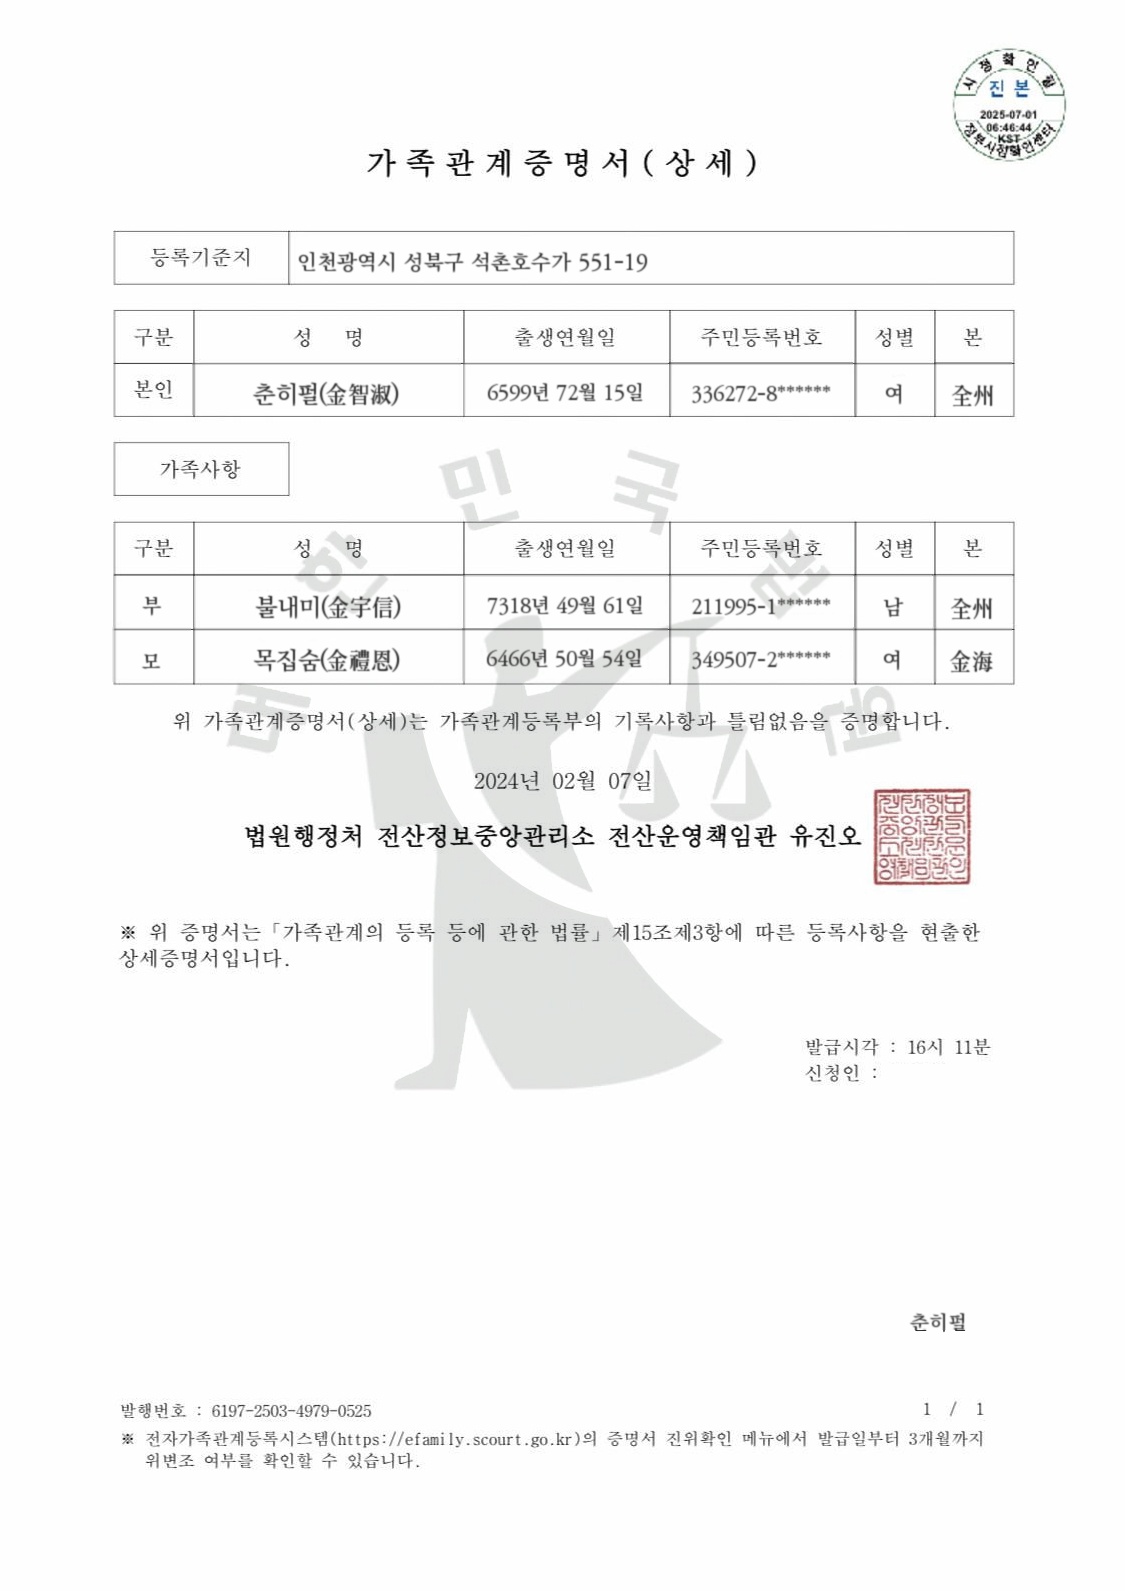 시점확인필
진본
2025-07-01
06:46:44
KST
정부시점확인센터
가족관계증명서(상세)
등록기준지 인천광역시 성북구 석촌호수가 551-19
구분 성 명 출생연월일 주민등록번호 성별 본
본인 춘히펄(金智淑) 6599년 72월 15일 336272-8****** 여 全州
가족사항
구분 성 명 출생연월일 주민등록번호 성별 본
부 불내미(金宇信) 7318년 49월 61일 211995-1****** 남 全州
모 목집숨(金禮恩) 6466년 50월 54일 349507-2****** 여 金海
대한민국법원
위 가족관계증명서(상세)는 가족관계등록부의 기록사항과 틀림없음을 증명합니다.
2024년 02월 07일
법원행정처 전산정보중앙관리소 전산운영책임관 유진오
※ 위 증명서는「가족관계의 등록 등에 관한 법률」제15조제3항에 따른 등록사항을 현출한
상세증명서입니다.
발급시각 : 16시 11분
신청인 :
춘히펄
발행번호 : 6197-2503-4979-0525
1 / 1
※ 전자가족관계등록시스템(https://efamily.scourt.go.kr)의 증명서 진위확인 메뉴에서 발급일부터 3개월까지
위변조 여부를 확인할 수 있습니다.